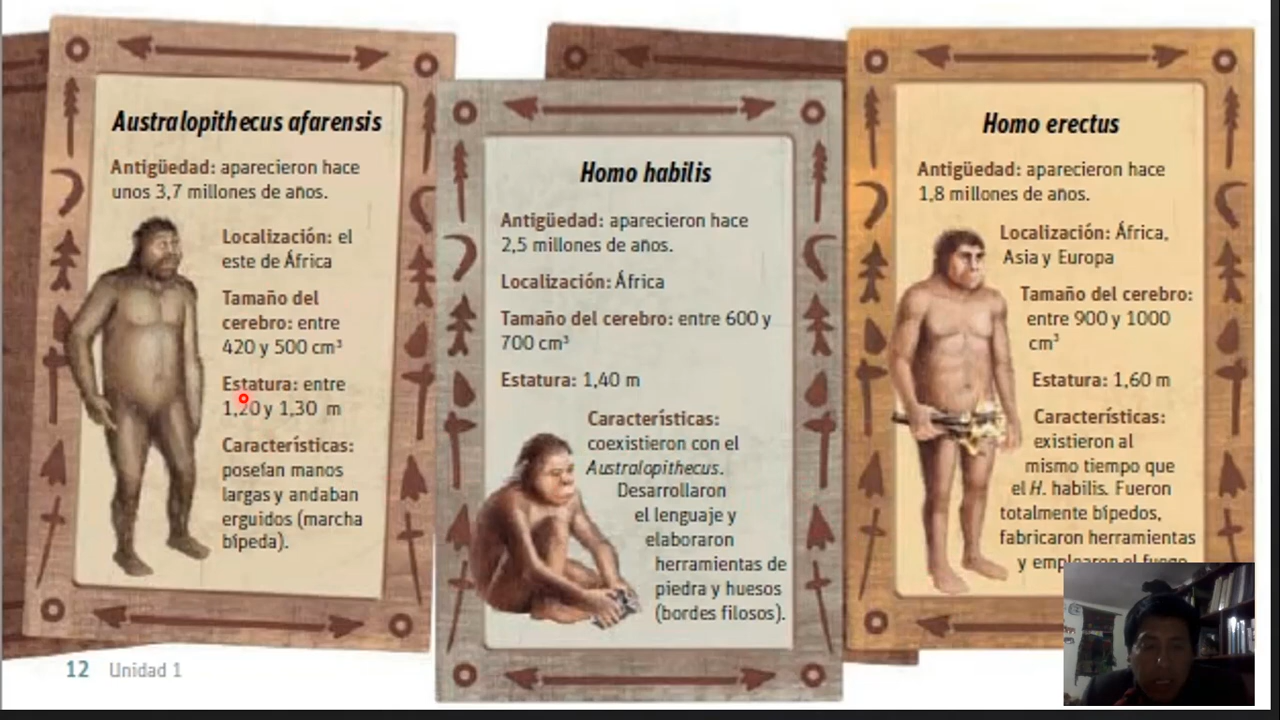 Australopithecus afarensis
Antigüedad: aparecieron hace
unos 3,7 millones de años.
Localización: el
este de África
Tamaño del
cerebro: entre
420 y 500 cm³
Estatura: entre
1,20 y 1,30 m
Características:
poseían manos
largas y andaban
erguidos (marcha
bípeda).
Homo habilis
Antigüedad: aparecieron hace
2,5 millones de años.
Localización: África
Tamaño del cerebro: entre 600 y
700 cm³
Estatura: 1,40 m
Características:
coexistieron con el
Australopithecus.
Desarrollaron
el lenguaje y
elaboraron
herramientas de
piedra y huesos
(bordes filosos).
Homo erectus
Antigüedad: aparecieron hace
1,8 millones de años.
Localización: África,
Asia y Europa
Tamaño del cerebro:
entre 900 y 1000
cm³
Estatura: 1,60 m
Características:
existieron al
mismo tiempo que
el H. habilis. Fueron
totalmente bípedos,
fabricaron herramientas
y emplearon el fuego
12 Unidad 1